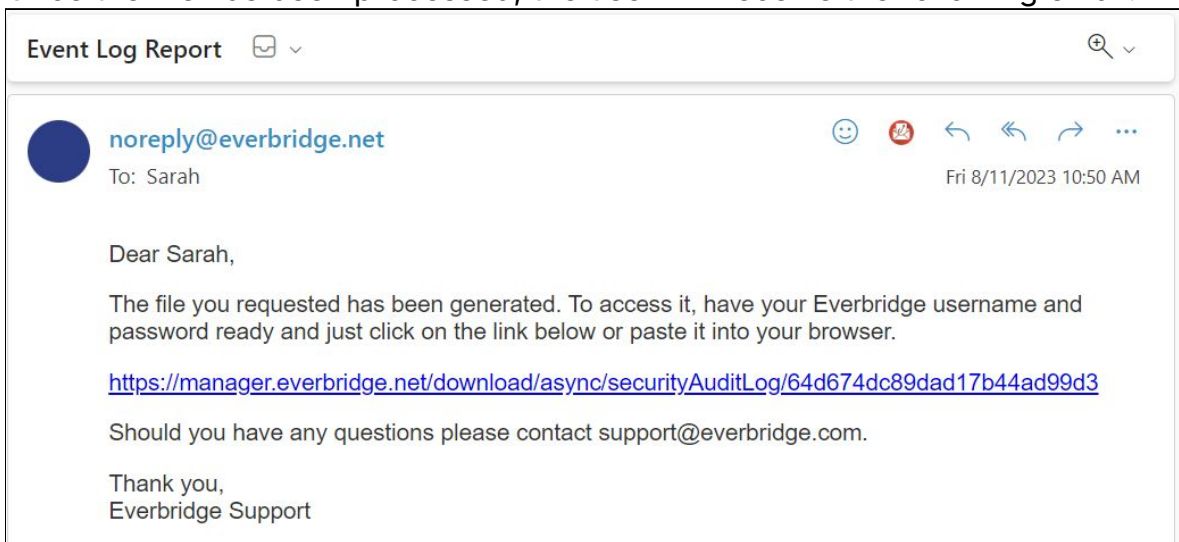 Event Log Report
noreply@everbridge.net
To: Sarah
Fri 8/11/2023 10:50 AM
Dear Sarah,
The file you requested has been generated. To access it, have your Everbridge username and
password ready and just click on the link below or paste it into your browser.
https://manager.everbridge.net/download/async/securityAuditLog/64d674dc89dad17b44ad99d3
Should you have any questions please contact support@everbridge.com.
Thank you,
Everbridge Support